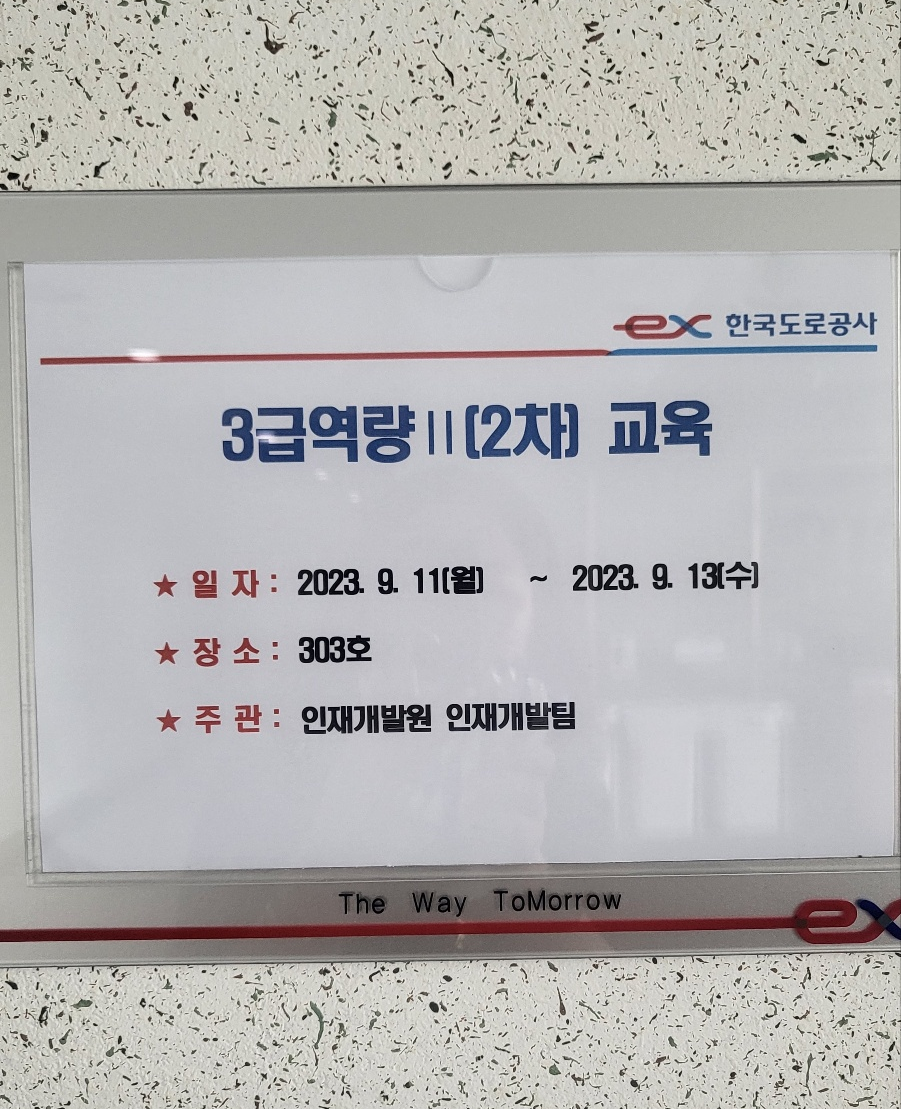 ex 한국도로공사
3급역량Ⅱ(2차) 교육
★ 일 자 : 2023. 9. 11(월) ~ 2023. 9. 13(수)
★ 장 소 : 303호
★ 주 관 : 인재개발원 인재개발팀
The Way ToMorrow
ex